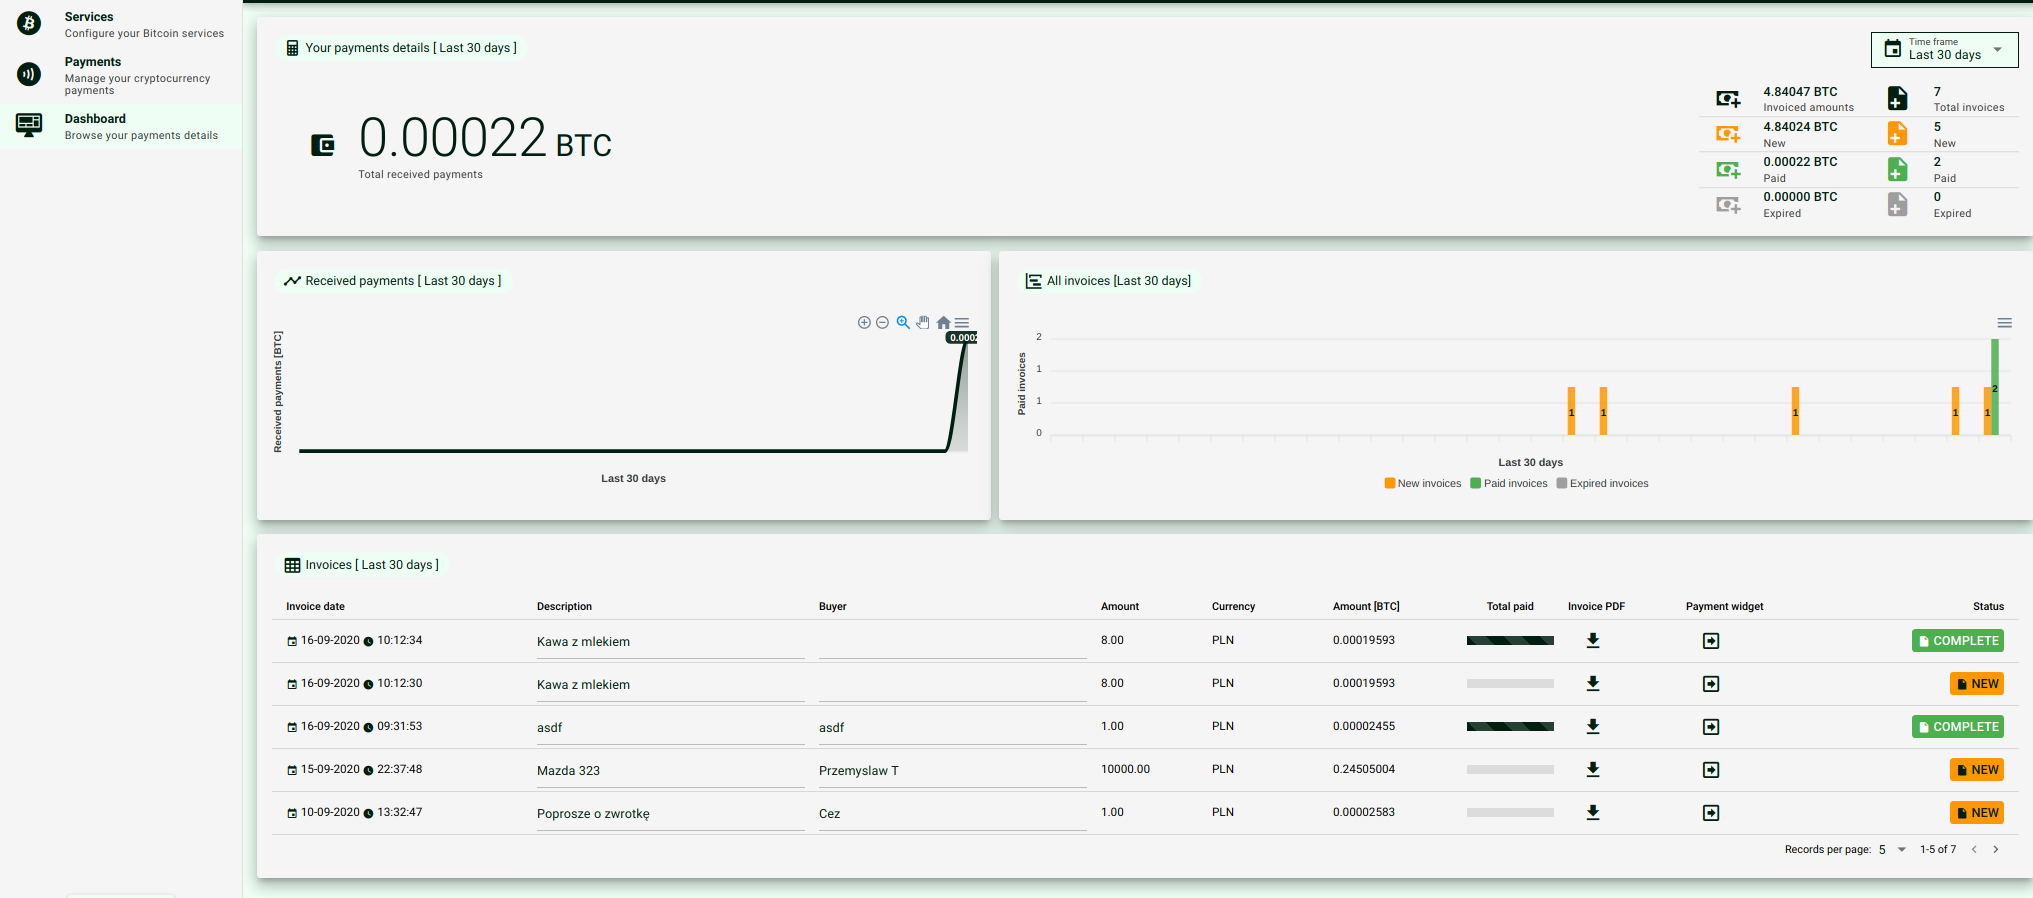 Services
Configure your Bitcoin services
Payments
Manage your cryptocurrency
payments
Dashboard
Browse your payments details
Your payments details [ Last 30 days ]
Time frame
Last 30 days
0.00022 BTC
Total received payments
4.84047 BTC
Invoiced amounts
7
Total invoices
4.84024 BTC
New
5
New
0.00022 BTC
Paid
2
Paid
0.00000 BTC
Expired
0
Expired
Received payments [ Last 30 days ]
Received payments [BTC]
0.0002
Last 30 days
All invoices [Last 30 days]
Paid invoices
2
1
1
0
1
1
1
1
1
2
Last 30 days
New invoices Paid invoices Expired invoices
Invoices [ Last 30 days ]
Invoice date Description Buyer Amount Currency Amount [BTC] Total paid Invoice PDF Payment widget Status
16-09-2020 10:12:34 Kawa z mlekiem 8.00 PLN 0.00019593 COMPLETE
16-09-2020 10:12:30 Kawa z mlekiem 8.00 PLN 0.00019593 NEW
16-09-2020 09:31:53 asdf asdf 1.00 PLN 0.00002455 COMPLETE
15-09-2020 22:37:48 Mazda 323 Przemyslaw T 10000.00 PLN 0.24505004 NEW
10-09-2020 13:32:47 Poprosze o zwrotkę Cez 1.00 PLN 0.00002583 NEW
Records per page: 5 1-5 of 7